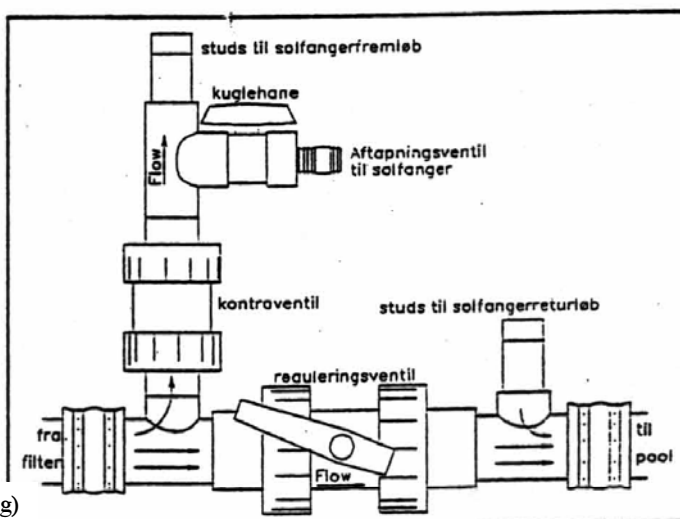 studs til solfangerfremløb
kuglehane
Flow
Aftapningsventil
til solfanger
kontraventil
studs til solfangerreturløb
reguleringsventil
fra
filter
Flow
til
pool
g)